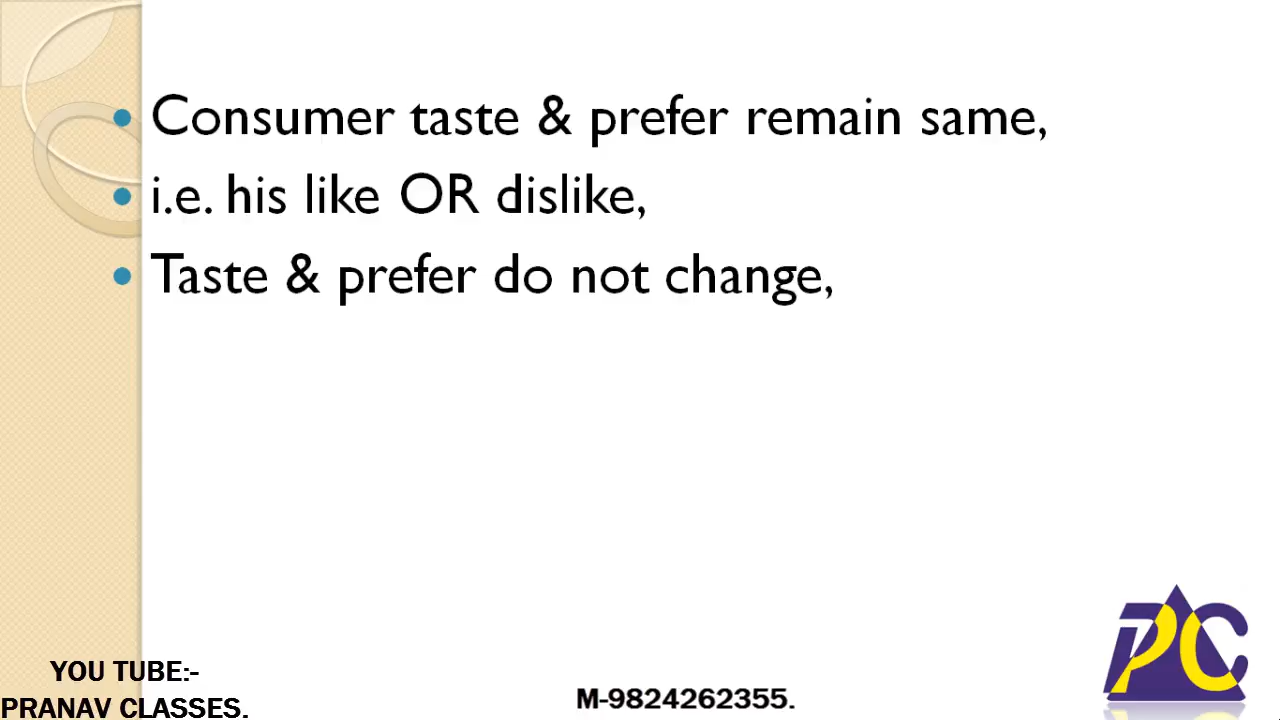 • Consumer taste & prefer remain same,
• i.e. his like OR dislike,
• Taste & prefer do not change,
PC
YOU TUBE:-
PRANAV CLASSES.
M-9824262355.